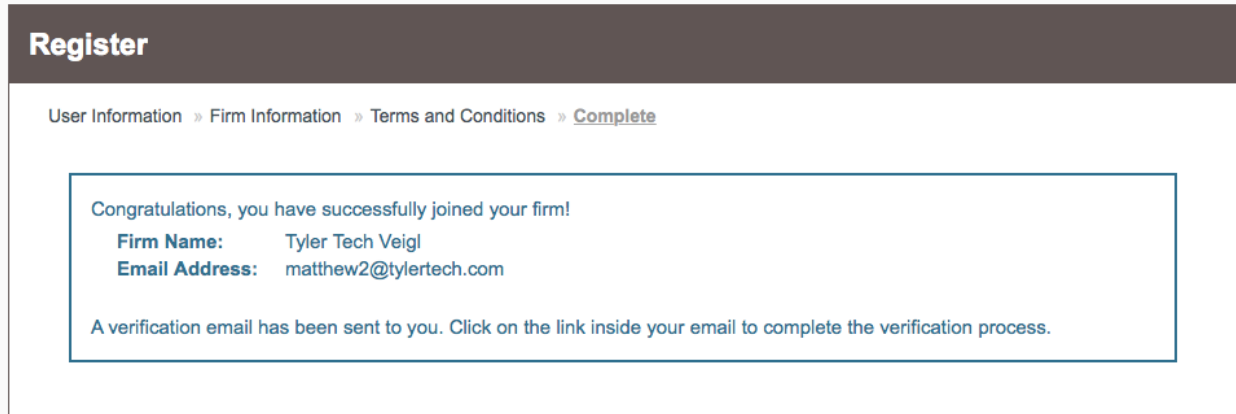 Register
User Information » Firm Information » Terms and Conditions » Complete
Congratulations, you have successfully joined your firm!
Firm Name: Tyler Tech Veigl
Email Address: matthew2@tylertech.com
A verification email has been sent to you. Click on the link inside your email to complete the verification process.